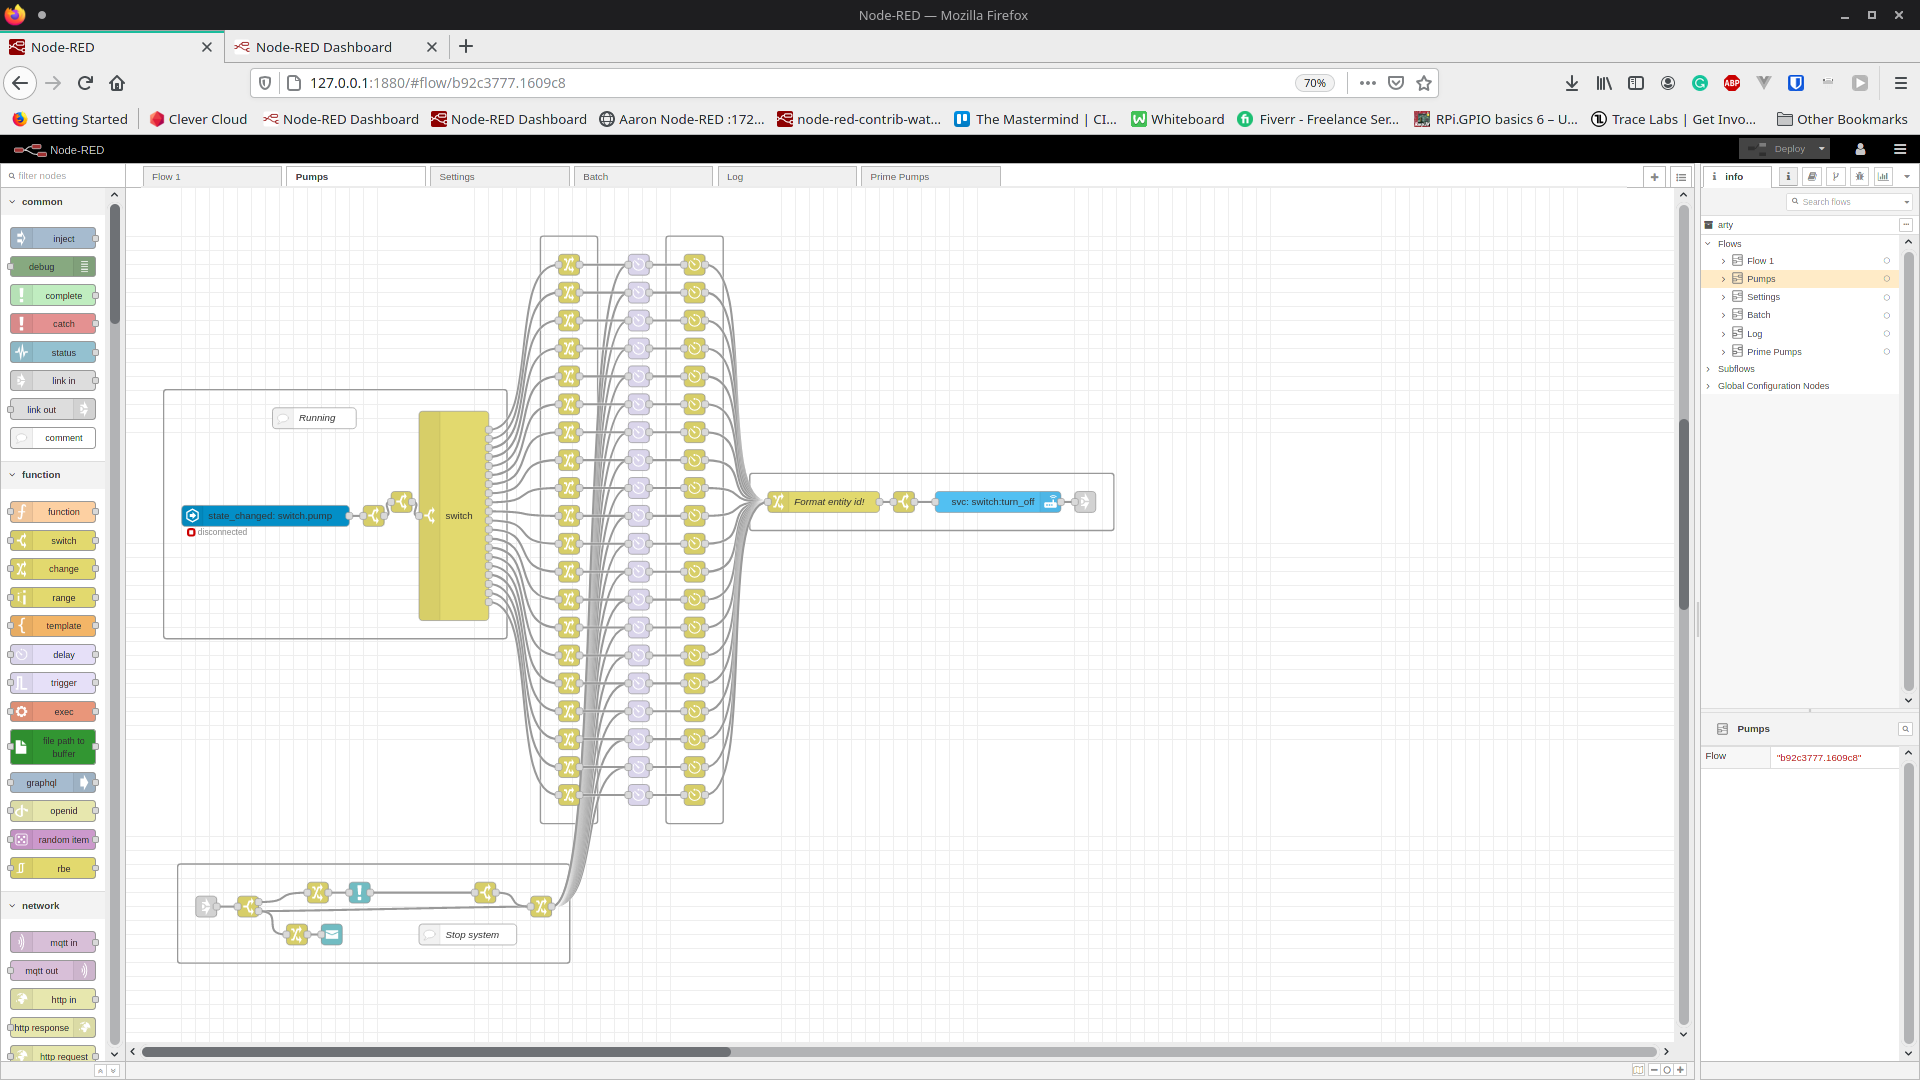 Node-RED — Mozilla Firefox
Node-RED
Node-RED Dashboard
127.0.0.1:1880/#flow/b92c3777.1609c8
70%
Getting Started
Clever Cloud
Node-RED Dashboard
Node-RED Dashboard
Aaron Node-RED :172...
node-red-contrib-wat...
The Mastermind | CI...
Whiteboard
Fiverr - Freelance Ser...
RPi.GPIO basics 6 – U...
Trace Labs | Get Invo...
Other Bookmarks
Node-RED
Deploy
filter nodes
Flow 1
Pumps
Settings
Batch
Log
Prime Pumps
info
Search flows
common
inject
debug
complete
catch
status
link in
link out
comment
function
function
switch
change
range
template
delay
trigger
exec
file path to
buffer
graphql
openid
random item
rbe
network
mqtt in
mqtt out
http in
http response
http request
Running
state_changed: switch.pump
disconnected
switch
Format entity id!
svc: switch:turn_off
Stop system
arty
Flows
Flow 1
Pumps
Settings
Batch
Log
Prime Pumps
Subflows
Global Configuration Nodes
Pumps
Flow
"b92c3777.1609c8"
ABP